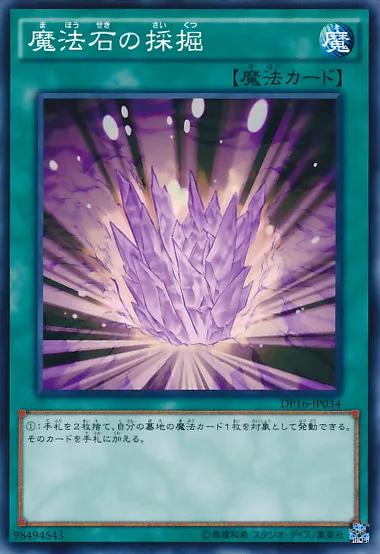 魔法石の採掘
魔
【魔法カード】
DP16-JP034
①:手札を2枚捨て、自分の墓地の魔法カード1枚を対象として発動できる。
そのカードを手札に加える。
98494543
©高橋和希 スタジオ・ダイス/集英社